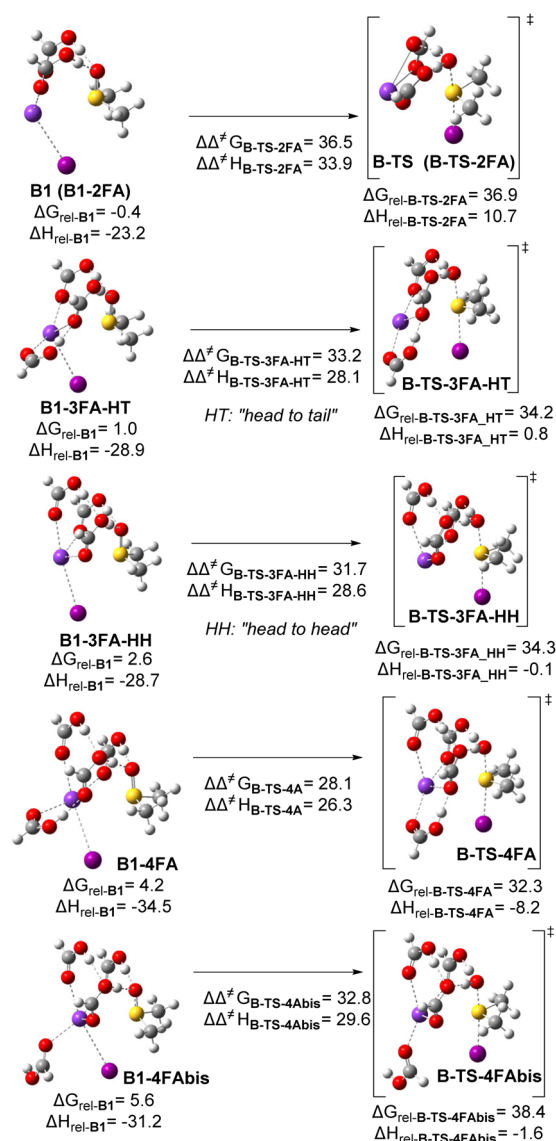 ‡
ΔΔ≠GB-TS-2FA= 36.5
ΔΔ≠HB-TS-2FA= 33.9
B1 (B1-2FA)
B-TS (B-TS-2FA)
ΔGrel-B1= -0.4
ΔHrel-B1= -23.2
ΔGrel-B-TS-2FA= 36.9
ΔHrel-B-TS-2FA= 10.7
‡
ΔΔ≠GB-TS-3FA-HT= 33.2
ΔΔ≠HB-TS-3FA-HT= 28.1
HT: "head to tail"
B1-3FA-HT
B-TS-3FA-HT
ΔGrel-B1= 1.0
ΔHrel-B1= -28.9
ΔGrel-B-TS-3FA_HT= 34.2
ΔHrel-B-TS-3FA_HT= 0.8
‡
ΔΔ≠GB-TS-3FA-HH= 31.7
ΔΔ≠HB-TS-3FA-HH= 28.6
HH: "head to head"
B1-3FA-HH
B-TS-3FA-HH
ΔGrel-B1= 2.6
ΔHrel-B1= -28.7
ΔGrel-B-TS-3FA_HH= 34.3
ΔHrel-B-TS-3FA_HH= -0.1
‡
ΔΔ≠GB-TS-4A= 28.1
ΔΔ≠HB-TS-4A= 26.3
B1-4FA
B-TS-4FA
ΔGrel-B1= 4.2
ΔHrel-B1= -34.5
ΔGrel-B-TS-4FA= 32.3
ΔHrel-B-TS-4FA= -8.2
‡
ΔΔ≠GB-TS-4Abis= 32.8
ΔΔ≠HB-TS-4Abis= 29.6
B1-4FAbis
B-TS-4FAbis
ΔGrel-B1= 5.6
ΔHrel-B1= -31.2
ΔGrel-B-TS-4FAbis= 38.4
ΔHrel-B-TS-4FAbis= -1.6